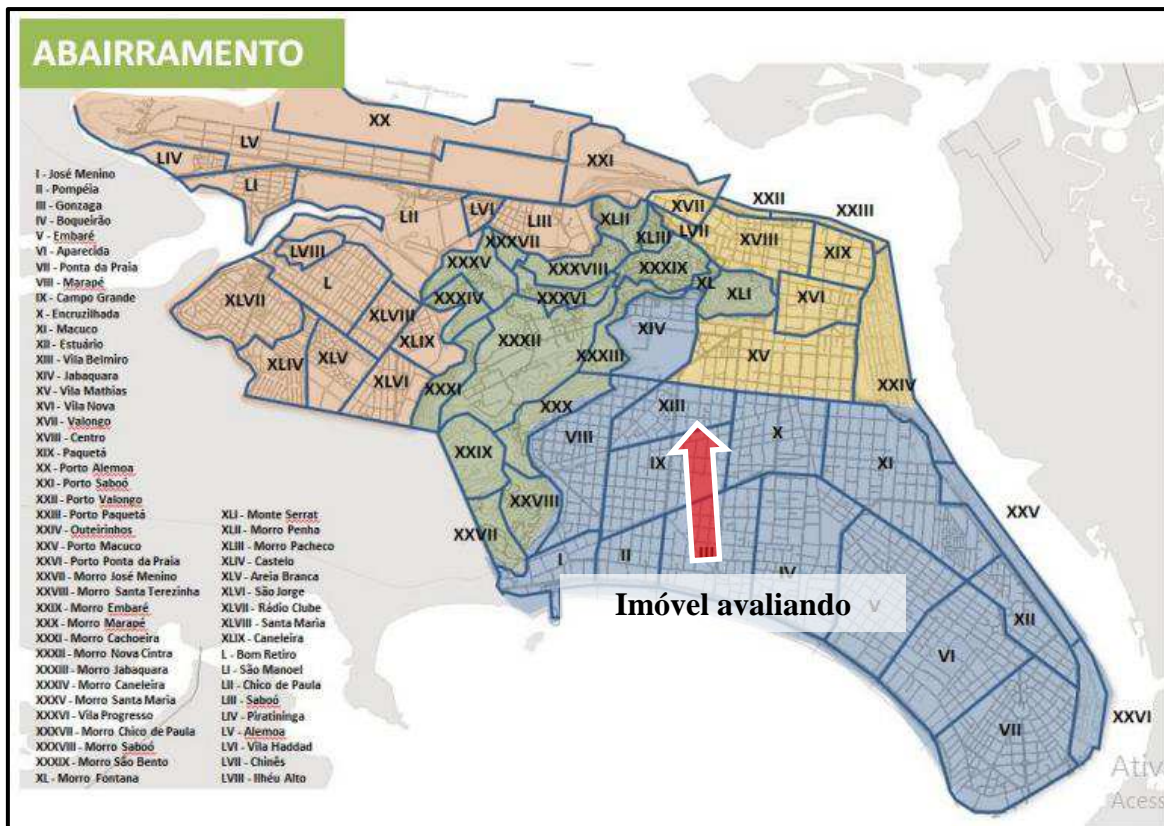 ABAIRRAMENTO
I - José Menino
II - Pompéia
III - Gonzaga
IV - Boqueirão
V - Embaré
VI - Aparecida
VII - Ponta da Praia
VIII - Marapé
IX - Campo Grande
X - Encruzilhada
XI - Macuco
XII - Estuário
XIII - Vila Belmiro
XIV - Jabaquara
XV - Vila Mathias
XVI - Vila Nova
XVII - Valongo
XVIII - Centro
XIX - Paquetá
XX - Porto Alemoa
XXI - Porto Saboó
XXII - Porto Valongo
XXIII - Porto Paquetá
XXIV - Outeirinhos
XXV - Porto Macuco
XXVI - Porto Ponta da Praia
XXVII - Morro José Menino
XXVIII - Morro Santa Terezinha
XXIX - Morro Embaré
XXX - Morro Marapé
XXXI - Morro Cachoeira
XXXII - Morro Nova Cintra
XXXIII - Morro Jabaquara
XXXIV - Morro Caneleira
XXXV - Morro Santa Maria
XXXVI - Vila Progresso
XXXVII - Morro Chico de Paula
XXXVIII - Morro Saboó
XXXIX - Morro São Bento
XL - Morro Fontana
XLI - Monte Serrat
XLII - Morro Penha
XLIII - Morro Pacheco
XLIV - Castelo
XLV - Areia Branca
XLVI - São Jorge
XLVII - Rádio Clube
XLVIII - Santa Maria
XLIX - Caneleira
L - Bom Retiro
LI - São Manoel
LII - Chico de Paula
LIII - Saboó
LIV - Piratininga
LV - Alemoa
LVI - Vila Haddad
LVII - Chinês
LVIII - Ilhéu Alto
XX
LV
XXI
LIV
LI
LII
LVI
LIII
XLII
XVII
XXII
XXIII
LVII
XLIII
XVIII
XIX
XXXVII
LVIII
XXXV
XXXVIII
XXXIX
L
XL
XLI
XVI
XLVII
XXXIV
XXXVI
XLVIII
XIV
XLIX
XXXII
XV
XLIV
XLV
XLVI
XXXI
XXXIII
XXIV
XXX
XIII
VIII
X
XXIX
IX
XI
XXVIII
XXV
XXVII
I
II
III
IV
Imóvel avaliando
V
XII
VI
VII
XXVI
Ativ
Acess